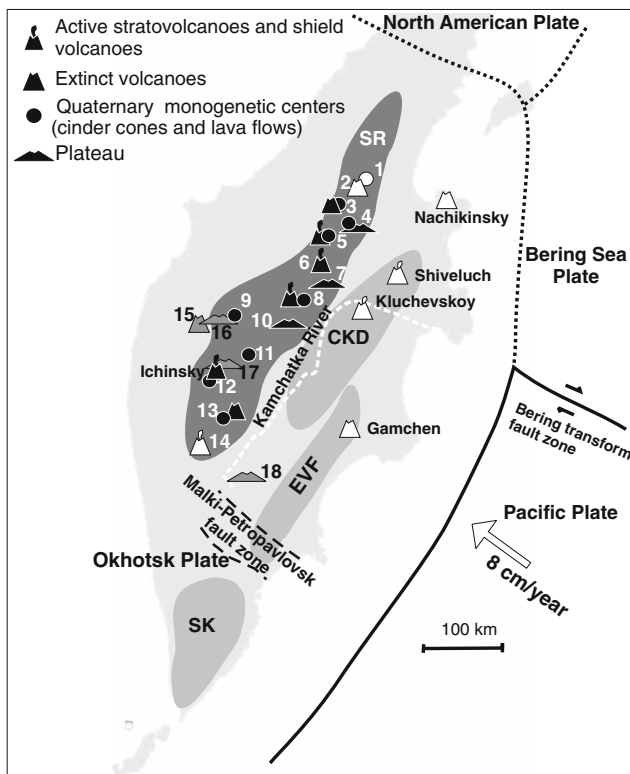 Active stratovolcanoes and shield
volcanoes
Extinct volcanoes
Quaternary monogenetic centers
(cinder cones and lava flows)
Plateau
North American Plate
SR
1
2
3
4
Nachikinsky
5
6
Bering Sea
Plate
7
Shiveluch
Kluchevskoy
8
9
15
16
10
CKD
Kamchatka River
11
Ichinsky
17
12
Bering transform
fault zone
13
Gamchen
14
18
EVF
Malki-Petropavlovsk
fault zone
Pacific Plate
Okhotsk Plate
8 cm/year
SK
100 km